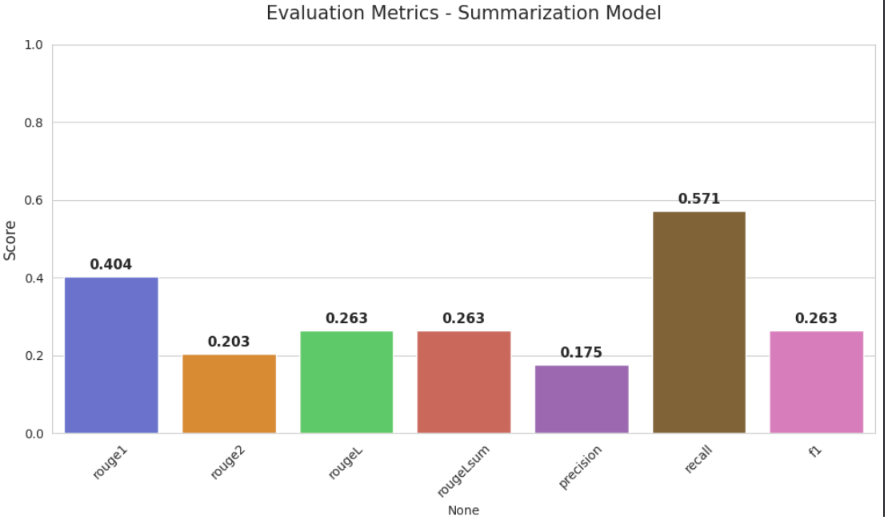 Evaluation Metrics - Summarization Model
Score
1.0
0.8
0.6
0.4
0.2
0.0
0.404
0.203
0.263
0.263
0.175
0.571
0.263
rouge1
rouge2
rougeL
rougeLsum
precision
recall
f1
None